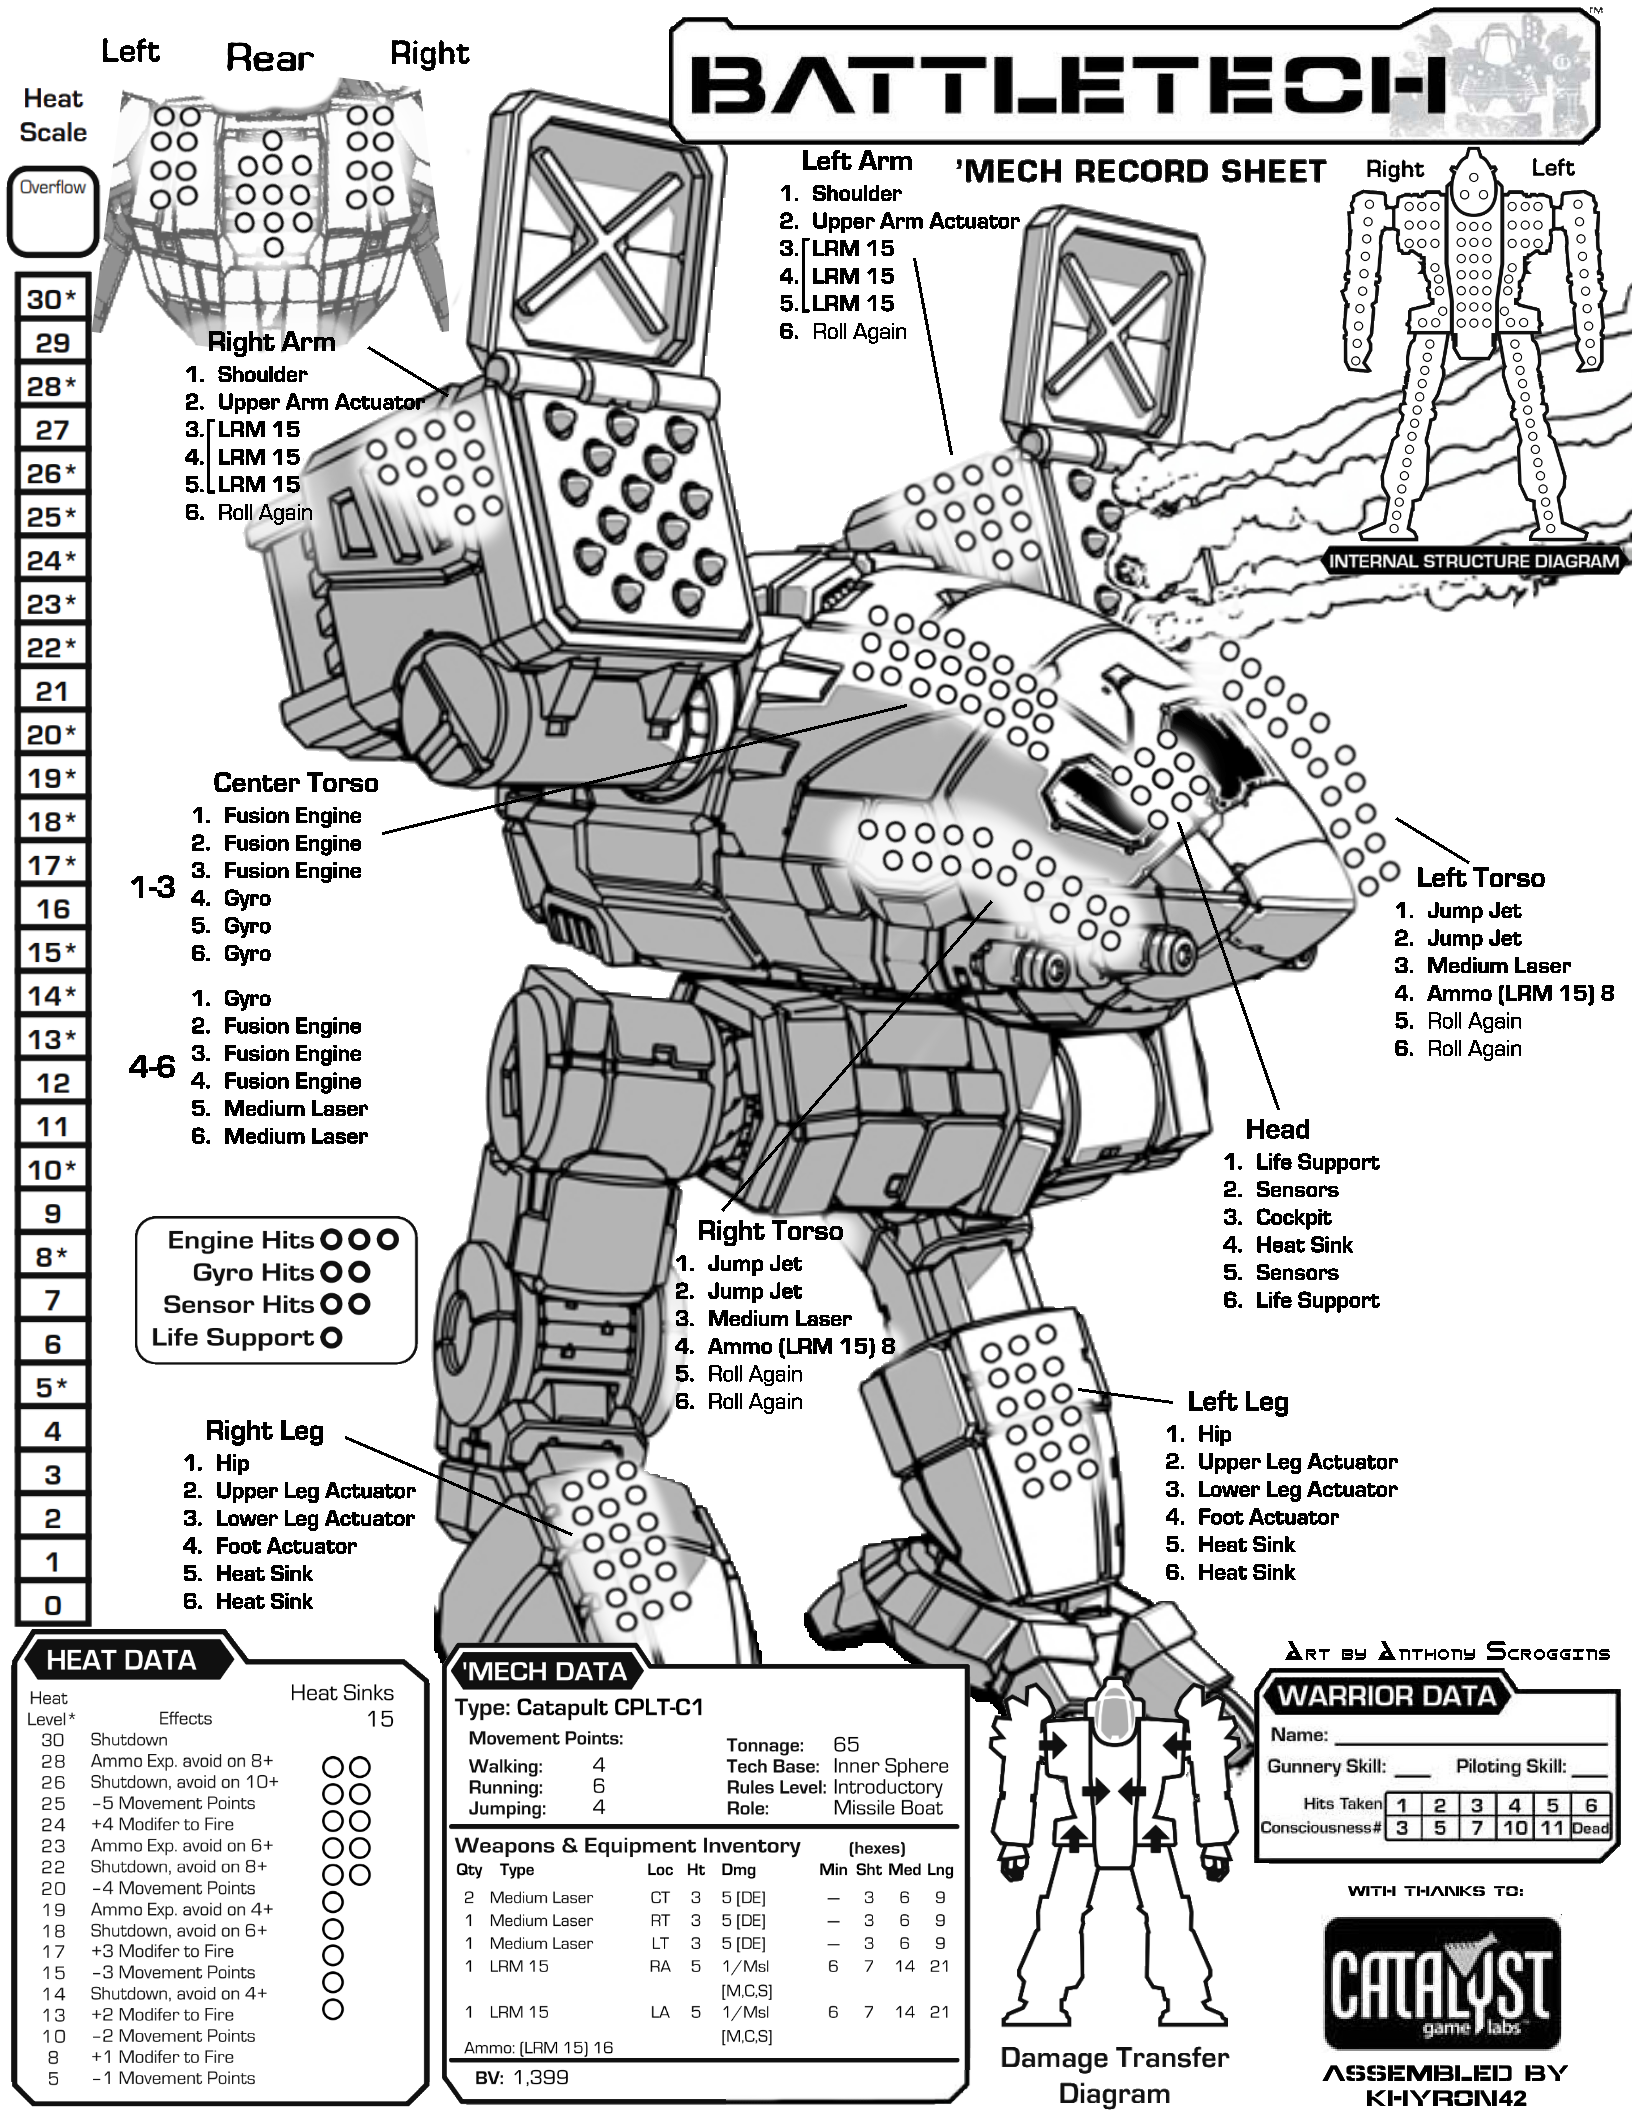 BATTLETECH™
'MECH RECORD SHEET
Left Rear Right
Heat
Scale
Overflow
30*
29
28*
27
26*
25*
24*
23*
22*
21
20*
19*
18*
17*
16
15*
14*
13*
12
11
10*
9
8*
7
6
5*
4
3
2
1
0
Left Arm
1. Shoulder
2. Upper Arm Actuator
3. LRM 15
4. LRM 15
5. LRM 15
6. Roll Again
Right Left
INTERNAL STRUCTURE DIAGRAM
Right Arm
1. Shoulder
2. Upper Arm Actuator
3. LRM 15
4. LRM 15
5. LRM 15
6. Roll Again
Center Torso
1-3
1. Fusion Engine
2. Fusion Engine
3. Fusion Engine
4. Gyro
5. Gyro
6. Gyro
4-6
1. Gyro
2. Fusion Engine
3. Fusion Engine
4. Fusion Engine
5. Medium Laser
6. Medium Laser
Left Torso
1. Jump Jet
2. Jump Jet
3. Medium Laser
4. Ammo (LRM 15) 8
5. Roll Again
6. Roll Again
Head
1. Life Support
2. Sensors
3. Cockpit
4. Heat Sink
5. Sensors
6. Life Support
Engine Hits
Gyro Hits
Sensor Hits
Life Support
Right Torso
1. Jump Jet
2. Jump Jet
3. Medium Laser
4. Ammo (LRM 15) 8
5. Roll Again
6. Roll Again
Right Leg
1. Hip
2. Upper Leg Actuator
3. Lower Leg Actuator
4. Foot Actuator
5. Heat Sink
6. Heat Sink
Left Leg
1. Hip
2. Upper Leg Actuator
3. Lower Leg Actuator
4. Foot Actuator
5. Heat Sink
6. Heat Sink
HEAT DATA
Heat Sinks
15
Heat
Level* Effects
30 Shutdown
28 Ammo Exp. avoid on 8+
26 Shutdown, avoid on 10+
25 -5 Movement Points
24 +4 Modifer to Fire
23 Ammo Exp. avoid on 6+
22 Shutdown, avoid on 8+
20 -4 Movement Points
19 Ammo Exp. avoid on 4+
18 Shutdown, avoid on 6+
17 +3 Modifer to Fire
15 -3 Movement Points
14 Shutdown, avoid on 4+
13 +2 Modifer to Fire
10 -2 Movement Points
8 +1 Modifer to Fire
5 -1 Movement Points
'MECH DATA
Type: Catapult CPLT-C1
Movement Points:
Walking: 4
Running: 6
Jumping: 4
Tonnage: 65
Tech Base: Inner Sphere
Rules Level: Introductory
Role: Missile Boat
Weapons & Equipment Inventory (hexes)
Qty Type Loc Ht Dmg Min Sht Med Lng
2 Medium Laser CT 3 5 [DE] — 3 6 9
1 Medium Laser RT 3 5 [DE] — 3 6 9
1 Medium Laser LT 3 5 [DE] — 3 6 9
1 LRM 15 RA 5 1/Msl 6 7 14 21
[M,C,S]
1 LRM 15 LA 5 1/Msl 6 7 14 21
[M,C,S]
Ammo: (LRM 15) 16
BV: 1,399
Damage Transfer
Diagram
Art by Anthony Scroggins
WARRIOR DATA
Name:
Gunnery Skill: Piloting Skill:
Hits Taken 1 2 3 4 5 6
Consciousness# 3 5 7 10 11 Dead
WITH THANKS TO:
CATALYST
game labs™
ASSEMBLED BY
KHYRON42